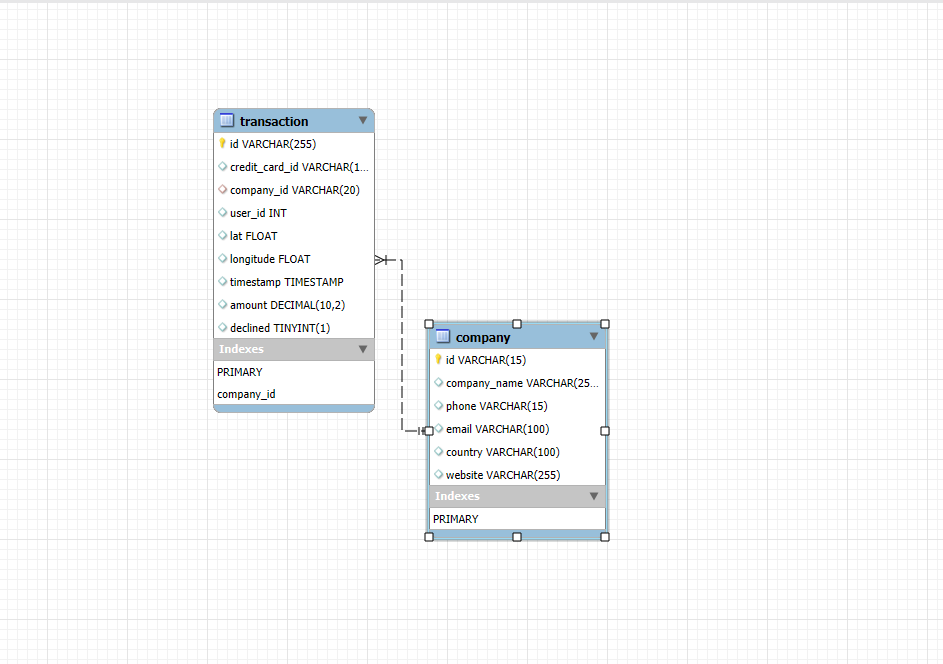 transaction
id VARCHAR(255)
credit_card_id VARCHAR(1...
company_id VARCHAR(20)
user_id INT
lat FLOAT
longitude FLOAT
timestamp TIMESTAMP
amount DECIMAL(10,2)
declined TINYINT(1)
Indexes
PRIMARY
company_id
company
id VARCHAR(15)
company_name VARCHAR(25...
phone VARCHAR(15)
email VARCHAR(100)
country VARCHAR(100)
website VARCHAR(255)
Indexes
PRIMARY